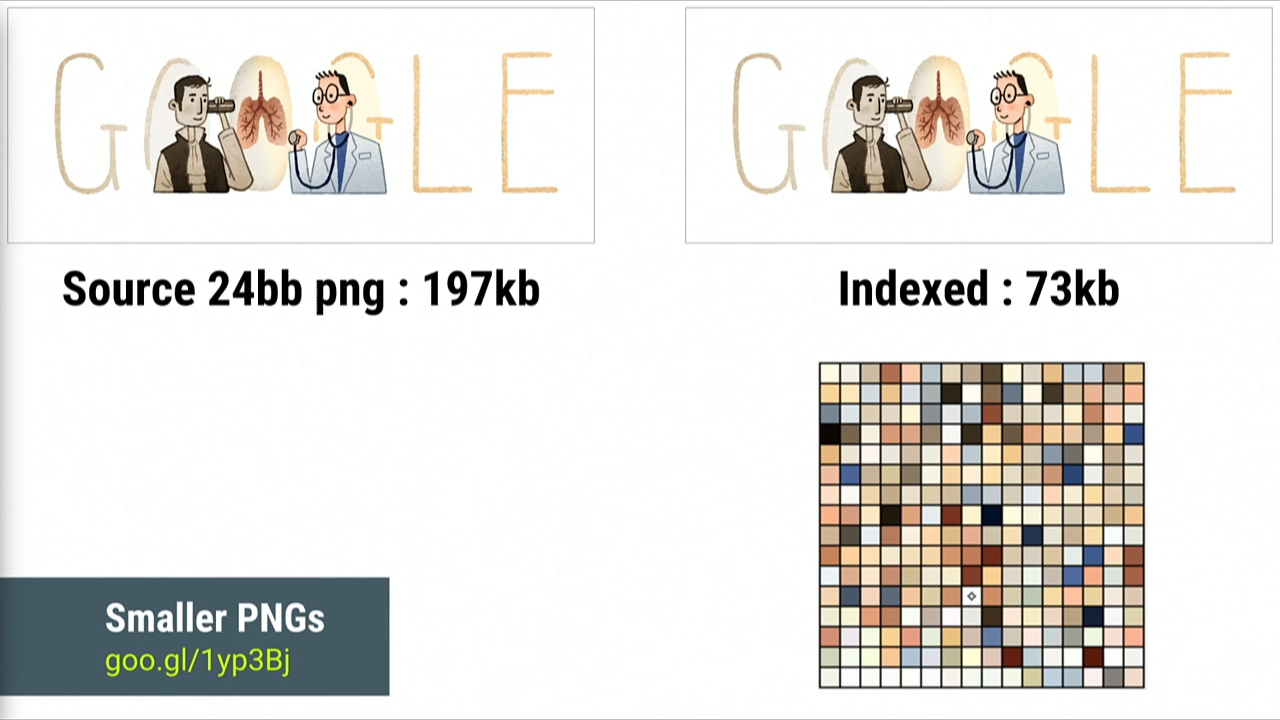 GOOGLE
GOOGLE
Source 24bb png : 197kb
Indexed : 73kb
Smaller PNGs
goo.gl/1yp3Bj